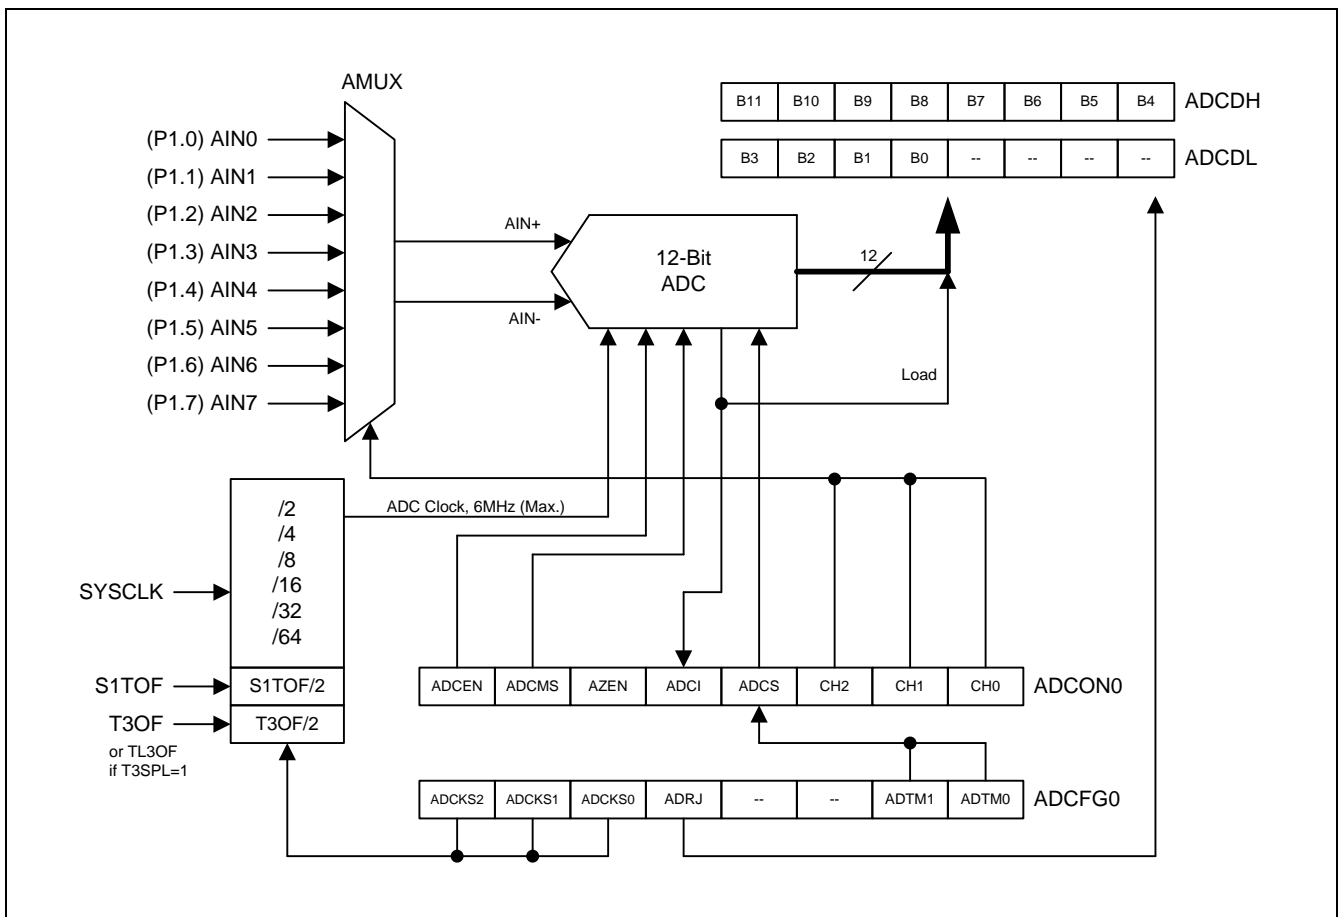 AMUX
B11 B10 B9 B8 B7 B6 B5 B4 ADCDH
B3 B2 B1 B0 -- -- -- -- ADCDL
(P1.0) AIN0
(P1.1) AIN1
(P1.2) AIN2
(P1.3) AIN3
(P1.4) AIN4
(P1.5) AIN5
(P1.6) AIN6
(P1.7) AIN7
AIN+
AIN-
12-Bit
ADC
12
Load
ADC Clock, 6MHz (Max.)
/2
/4
/8
/16
/32
/64
SYSCLK
S1TOF
S1TOF/2
T3OF
T3OF/2
or TL3OF
if T3SPL=1
ADCEN ADCMS AZEN ADCI ADCS CH2 CH1 CH0 ADCON0
ADCKS2 ADCKS1 ADCKS0 ADRJ -- -- ADTM1 ADTM0 ADCFG0